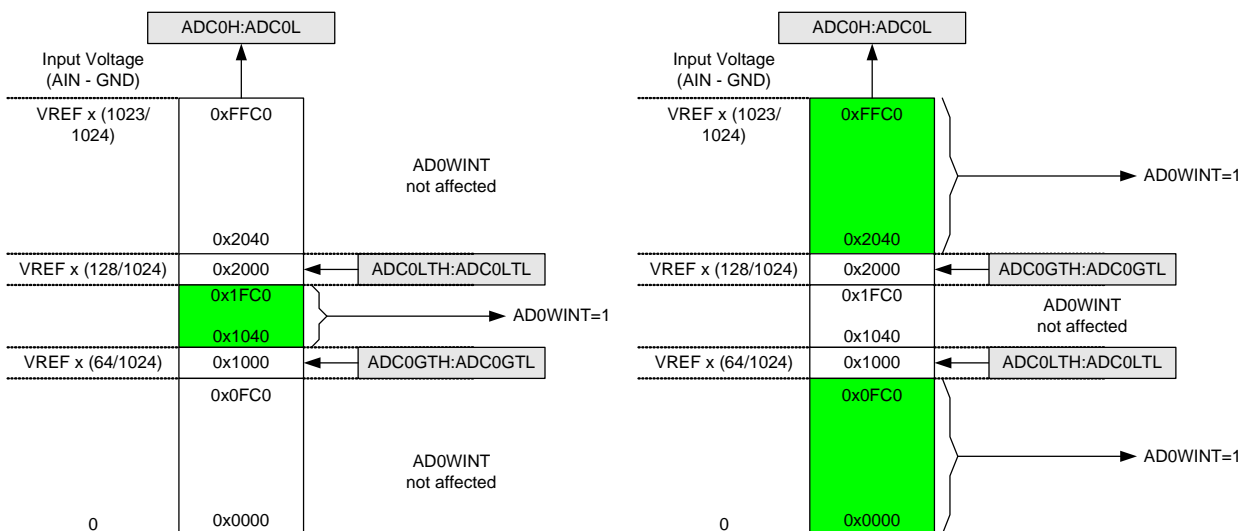 ADC0H:ADC0L
Input Voltage
(AIN - GND)
VREF x (1023/
1024)
0xFFC0
AD0WINT
not affected
0x2040
VREF x (128/1024)
0x2000
ADC0LTH:ADC0LTL
0x1FC0
AD0WINT=1
0x1040
VREF x (64/1024)
0x1000
ADC0GTH:ADC0GTL
0x0FC0
AD0WINT
not affected
0
0x0000
ADC0H:ADC0L
Input Voltage
(AIN - GND)
VREF x (1023/
1024)
0xFFC0
AD0WINT=1
0x2040
VREF x (128/1024)
0x2000
ADC0GTH:ADC0GTL
0x1FC0
AD0WINT
not affected
0x1040
VREF x (64/1024)
0x1000
ADC0LTH:ADC0LTL
0x0FC0
AD0WINT=1
0
0x0000